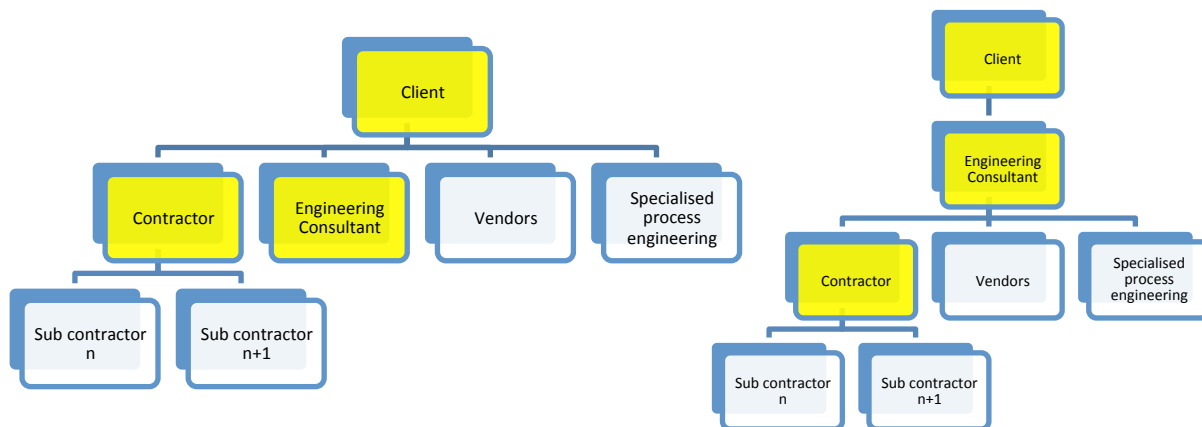 Client
Contractor
Engineering
Consultant
Vendors
Specialised
process
engineering
Sub contractor
n
Sub contractor
n+1
Client
Engineering
Consultant
Contractor
Vendors
Specialised
process
engineering
Sub contractor
n
Sub contractor
n+1